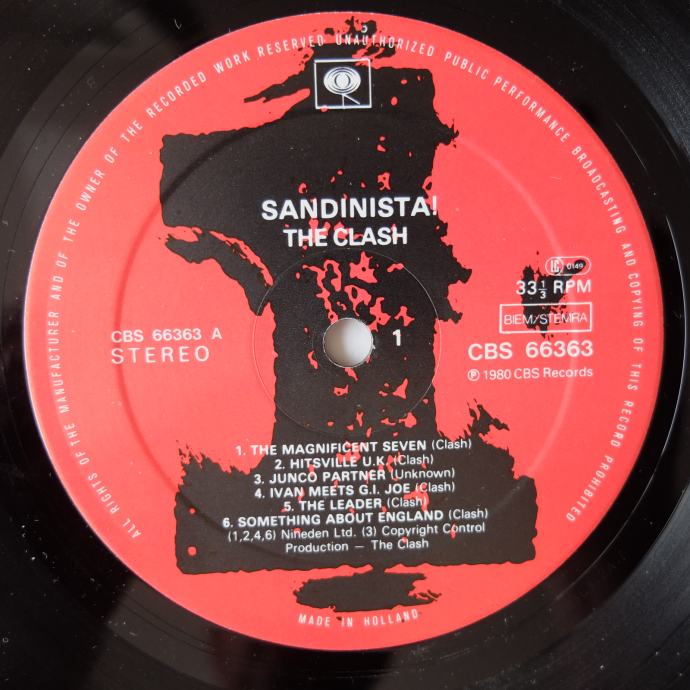 ALL RIGHTS OF THE MANUFACTURER AND OF THE OWNER OF THE RECORDED WORK RESERVED UNAUTHORIZED PUBLIC PERFORMANCE BROADCASTING AND COPYING OF THIS RECORD PROHIBITED
SANDINISTA!
THE CLASH
LC 0149
33 1/3 RPM
BIEM/STEMRA
CBS 66363 A
STEREO
1
CBS 66363
Ⓟ 1980 CBS Records
1. THE MAGNIFICENT SEVEN (Clash)
2. HITSVILLE U.K. (Clash)
3. JUNCO PARTNER (Unknown)
4. IVAN MEETS G.I. JOE (Clash)
5. THE LEADER (Clash)
6. SOMETHING ABOUT ENGLAND (Clash)
(1,2,4,6) Nineden Ltd. (3) Copyright Control
Production — The Clash
MADE IN HOLLAND